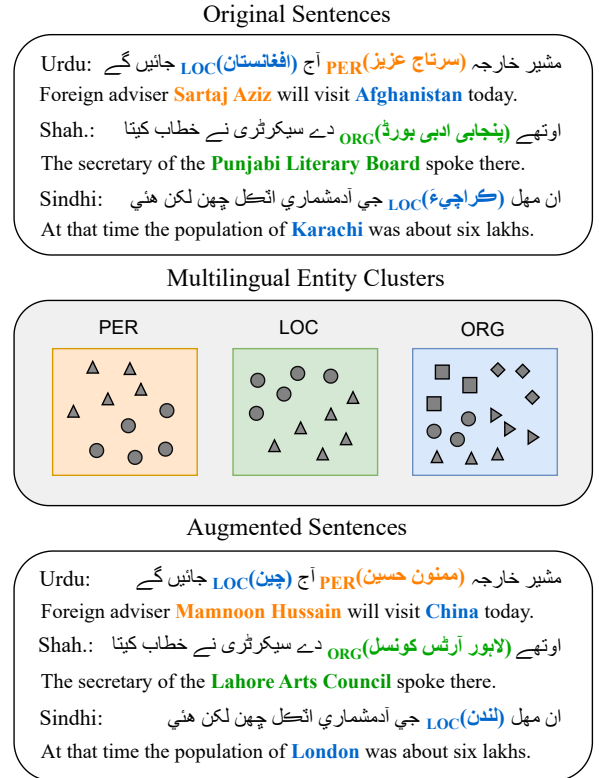 Original Sentences
Urdu: مشیر خارجہ (سرتاج عزیز)PER آج (افغانستان)LOC جائیں گے
Foreign adviser Sartaj Aziz will visit Afghanistan today.
Shah.: اوتھے (پنجابی ادبی بورڈ)ORG دے سیکرٹری نے خطاب کیتا
The secretary of the Punjabi Literary Board spoke there.
Sindhi: ان مهل (ڪراچيءَ)LOC جي آدمشماري اٽڪل ڇهن لکن هئي
At that time the population of Karachi was about six lakhs.
Multilingual Entity Clusters
PER LOC ORG
Augmented Sentences
Urdu: مشیر خارجہ (ممنون حسین)PER آج (چین)LOC جائیں گے
Foreign adviser Mamnoon Hussain will visit China today.
Shah.: اوتھے (لاہور آرٹس کونسل)ORG دے سیکرٹری نے خطاب کیتا
The secretary of the Lahore Arts Council spoke there.
Sindhi: ان مهل (لندن)LOC جي آدمشماري اٽڪل ڇهن لکن هئي
At that time the population of London was about six lakhs.